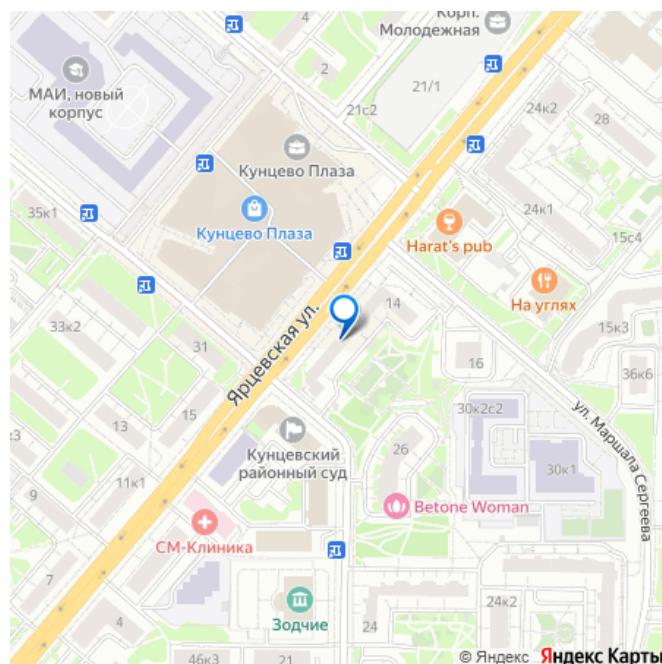 Корп.
Молодежная
2
21/1
21с2
24к2
28
МАИ, новый
корпус
Кунцево Плаза
24к1
15с4
35к1
Кунцево Плаза
Harat's pub
На углях
Ярцевская ул.
14
33к2
31
15к3
16
36к6
15
13
30к2с2
ул. Маршала Сергеева
Кунцевский
районный суд
26
30к1
11к1
9
Betone Woman
СМ-Клиника
7
Зодчие
24к2
4
24
46к3
21
© Яндекс Яндекс Карты